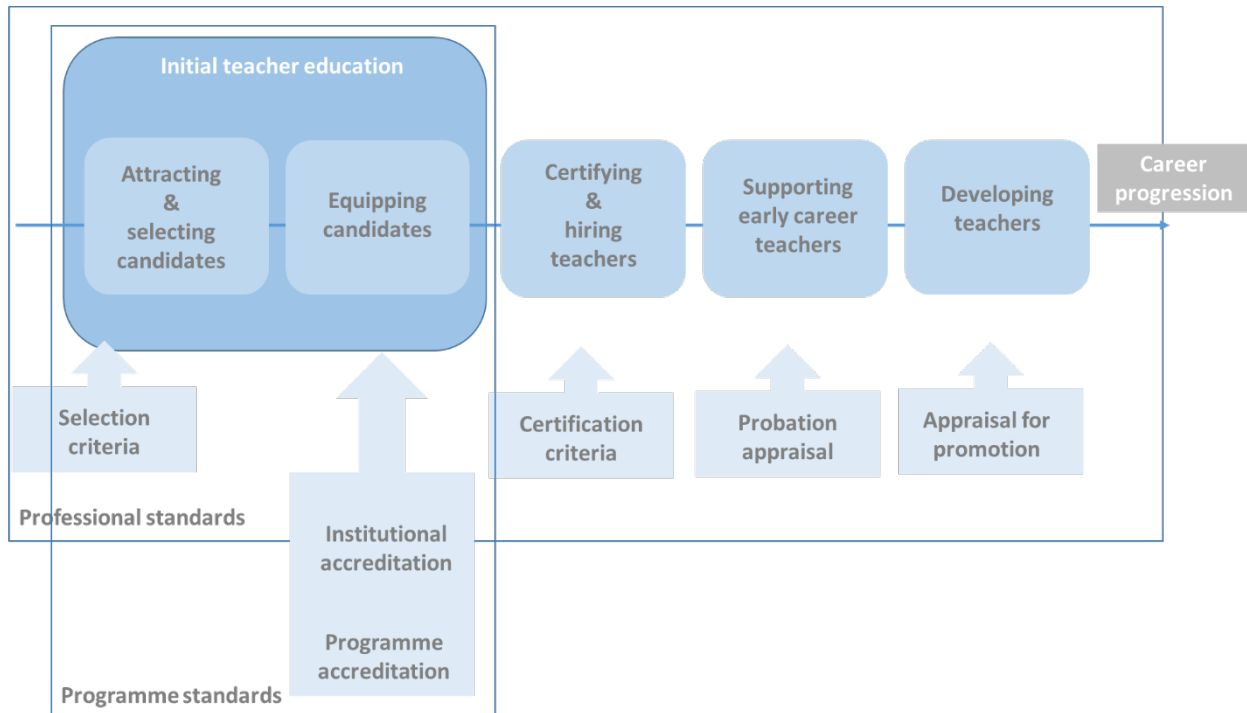 Initial teacher education
Attracting
&
selecting
candidates
Equipping
candidates
Certifying
&
hiring
teachers
Supporting
early career
teachers
Developing
teachers
Career
progression
Selection
criteria
Certification
criteria
Probation
appraisal
Appraisal for
promotion
Professional standards
Institutional
accreditation
Programme
accreditation
Programme standards